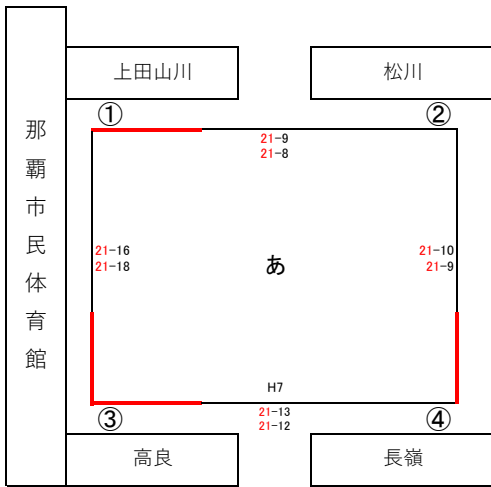 那覇市民体育館
上田山川
松川
①
②
21-9
21-8
21-16
21-18
あ
21-10
21-9
H7
21-13
21-12
③
④
高良
長嶺